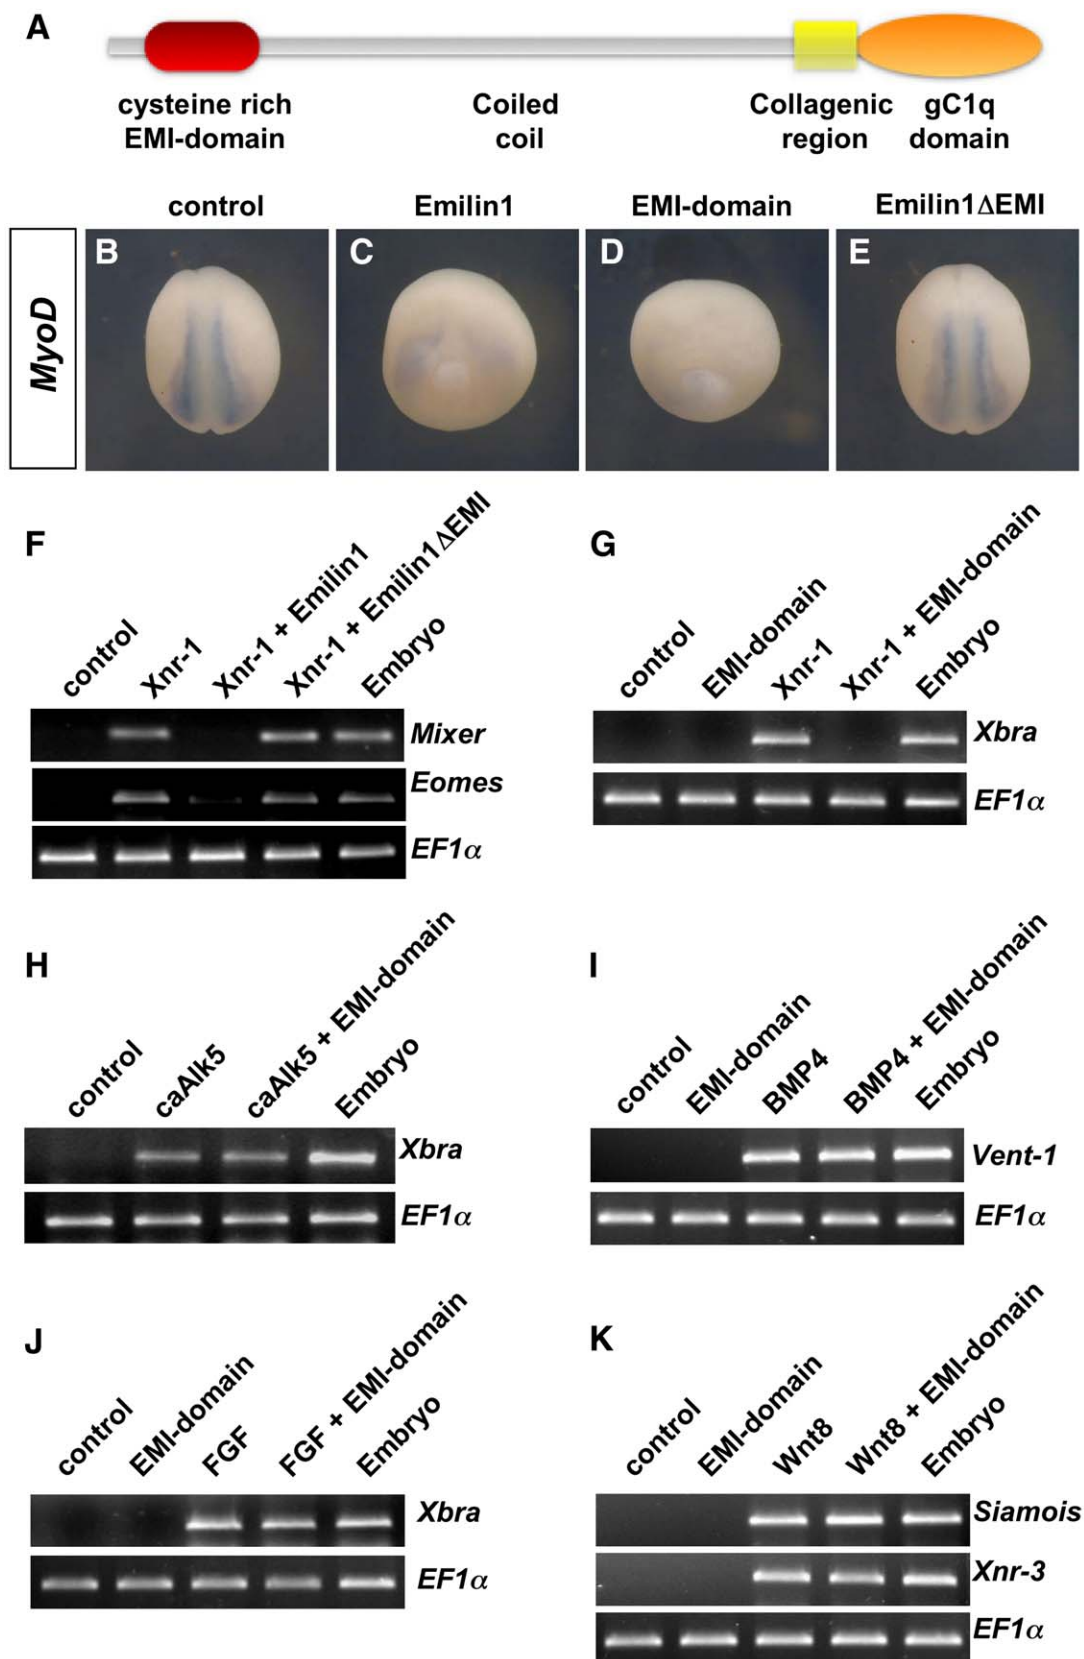 A
cysteine rich
EMI-domain
Coiled
coil
Collagenic
region
gC1q
domain
control
Emilin1
EMI-domain
Emilin1ΔEMI
MyoD
B
C
D
E
F
control
Xnr-1
Xnr-1 + Emilin1
Xnr-1 + Emilin1ΔEMI
Embryo
Mixer
Eomes
EF1α
G
control
EMI-domain
Xnr-1
Xnr-1 + EMI-domain
Embryo
Xbra
EF1α
H
control
caAlk5
caAlk5 + EMI-domain
Embryo
Xbra
EF1α
I
control
EMI-domain
BMP4
BMP4 + EMI-domain
Embryo
Vent-1
EF1α
J
control
EMI-domain
FGF
FGF + EMI-domain
Embryo
Xbra
EF1α
K
control
EMI-domain
Wnt8
Wnt8 + EMI-domain
Embryo
Siamois
Xnr-3
EF1α